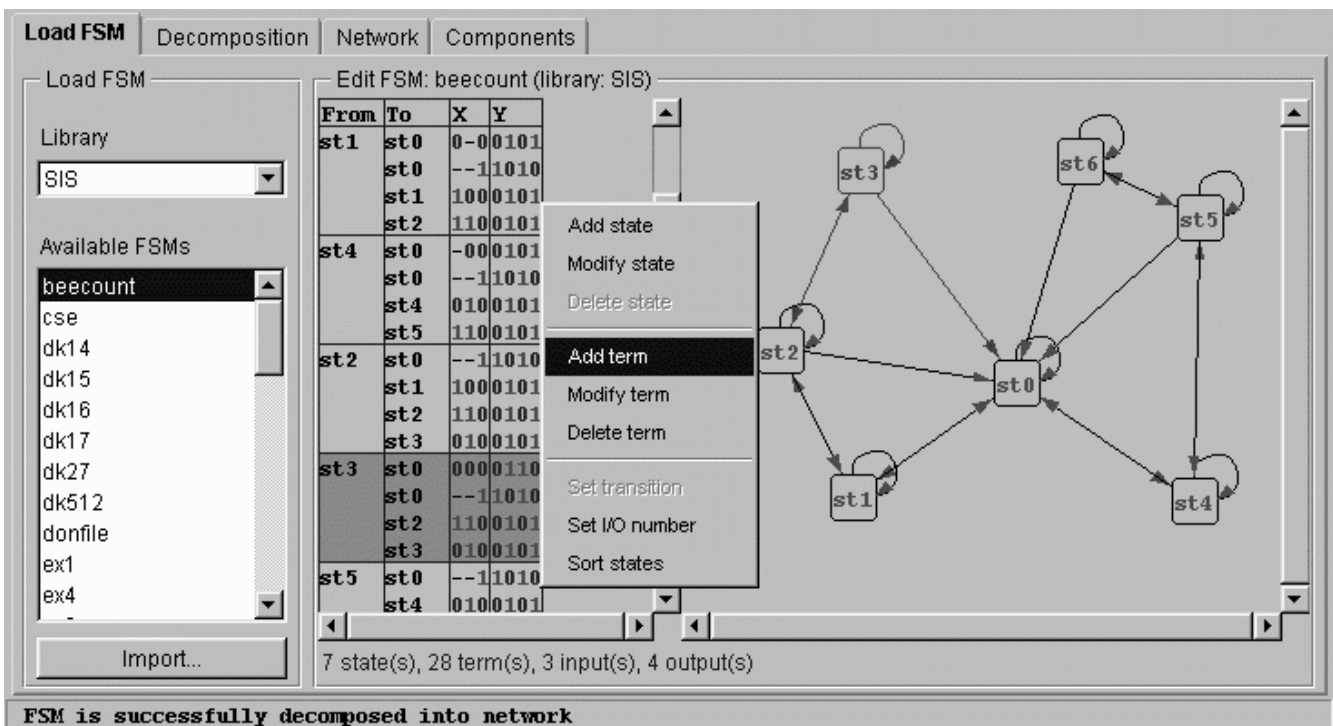 Load FSM Decomposition Network Components
Load FSM
Library
SIS
Available FSMs
beecount
cse
dk14
dk15
dk16
dk17
dk27
dk512
donfile
ex1
ex4
Import...
Edit FSM: beecount (library: SIS)
From To X Y
st1 st0 0-0 0101
st0 --1 1010
st1 100 0101
st2 110 0101
st4 st0 -00 0101
st0 --1 1010
st4 010 0101
st5 110 0101
st2 st0 --1 1010
st1 100 0101
st2 110 0101
st3 010 0101
st3 st0 000 0110
st0 --1 1010
st2 110 0101
st3 010 0101
st5 st0 --1 1010
st4 010 0101
Add state
Modify state
Delete state
Add term
Modify term
Delete term
Set transition
Set I/O number
Sort states
st3
st6
st5
st2
st0
st1
st4
7 state(s), 28 term(s), 3 input(s), 4 output(s)
FSM is successfully decomposed into network